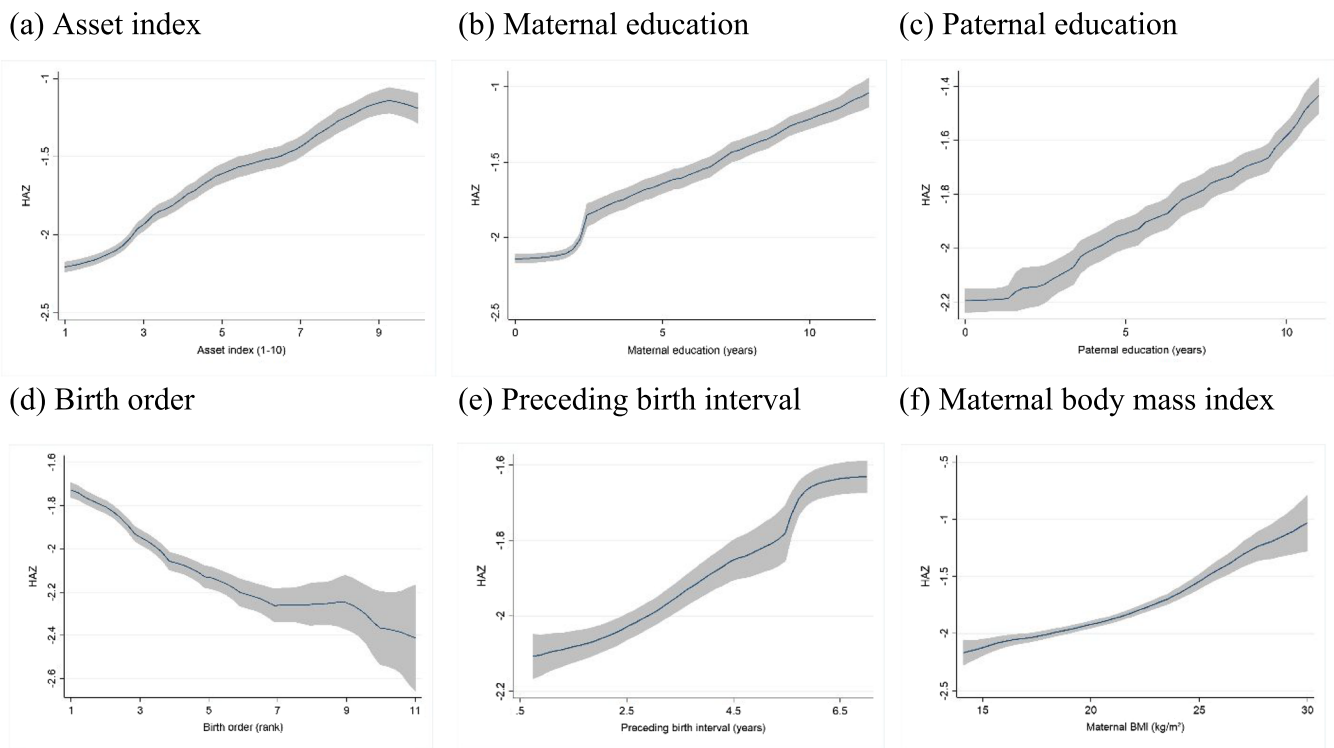 (a) Asset index
(b) Maternal education
(c) Paternal education
-1
-1.5
-2
-2.5
HAZ
1 3 5 7 9
Asset index (1-10)
-1
-1.5
-2
-2.5
HAZ
0 5 10
Maternal education (years)
-1.4
-1.6
-1.8
-2
-2.2
HAZ
0 5 10
Paternal education (years)
(d) Birth order
(e) Preceding birth interval
(f) Maternal body mass index
-1.6
-1.8
-2
-2.2
-2.4
-2.6
HAZ
1 3 5 7 9 11
Birth order (rank)
-1.6
-1.8
-2
-2.2
HAZ
.5 2.5 4.5 6.5
Preceding birth interval (years)
-.5
-1
-1.5
-2
-2.5
HAZ
15 20 25 30
Maternal BMI (kg/m²)